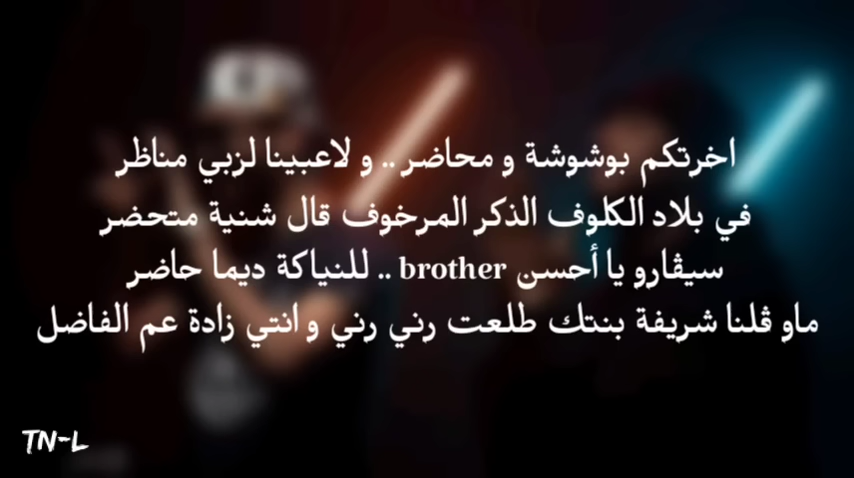 اخرتكم بوشوشة و محاضر .. و لاعبينا لزبي مناظر
في بلاد الكلوف الذكر المرخوف قال شنية متحضر
سيڤارو يا أحسن brother .. للنياكة ديما حاضر
ماو ڤلنا شريفة بنتك طلعت رني رني و انتي زادة عم الفاضل
TN-L